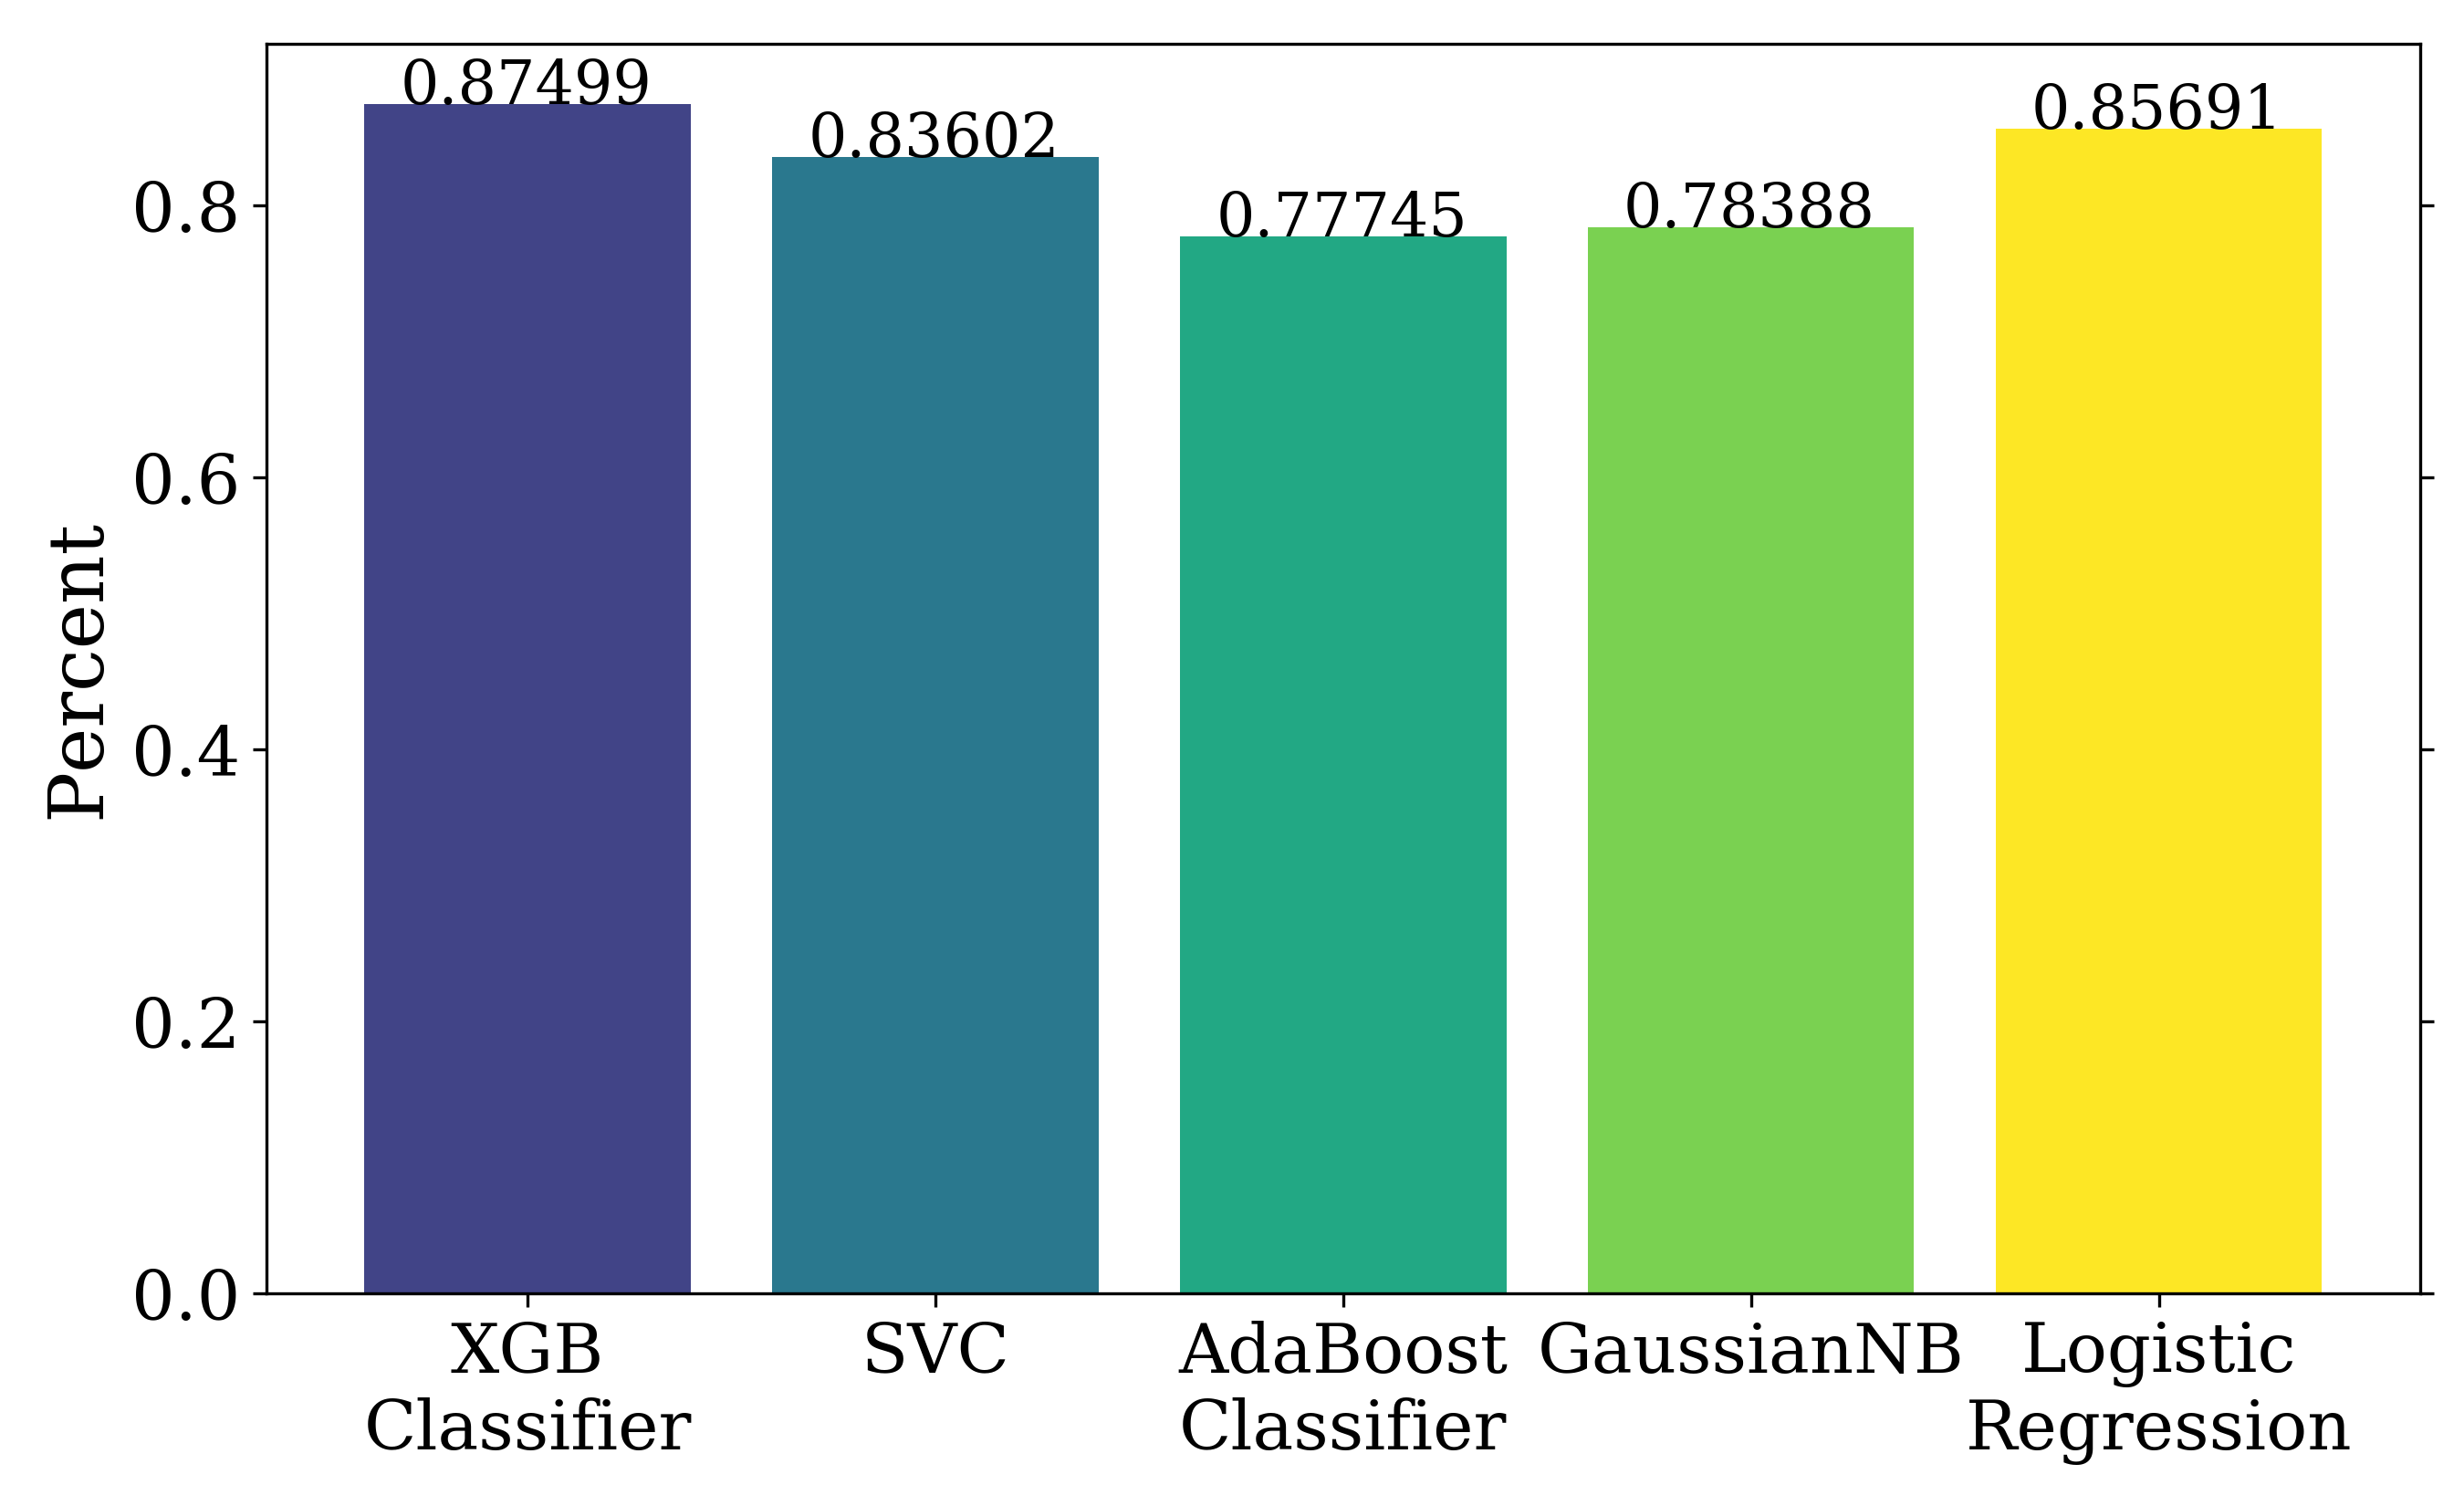 0.87499
0.83602
0.77745
0.78388
0.85691
Percent
0.8
0.6
0.4
0.2
0.0
XGB
Classifier
SVC
AdaBoost
Classifier
GaussianNB
Logistic
Regression